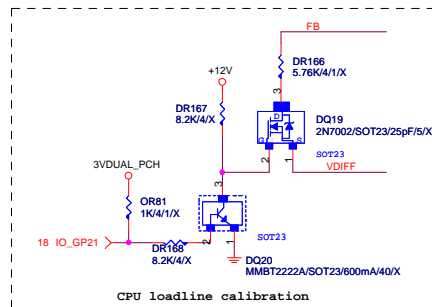 FB
DR166
5.76K/4/1/X
+12V
3
DR167
8.2K/4/X
D
DQ19
2N7002/SOT23/25pF/5/X
G
S
SOT23
2
1
3VDUAL_PCH
VDIFF
3
OR81
1K/4/1/X
18 IO_GP21
2
1
SOT23
DR168
8.2K/4/X
DQ20
MMBT2222A/SOT23/600mA/40/X
CPU loadline calibration